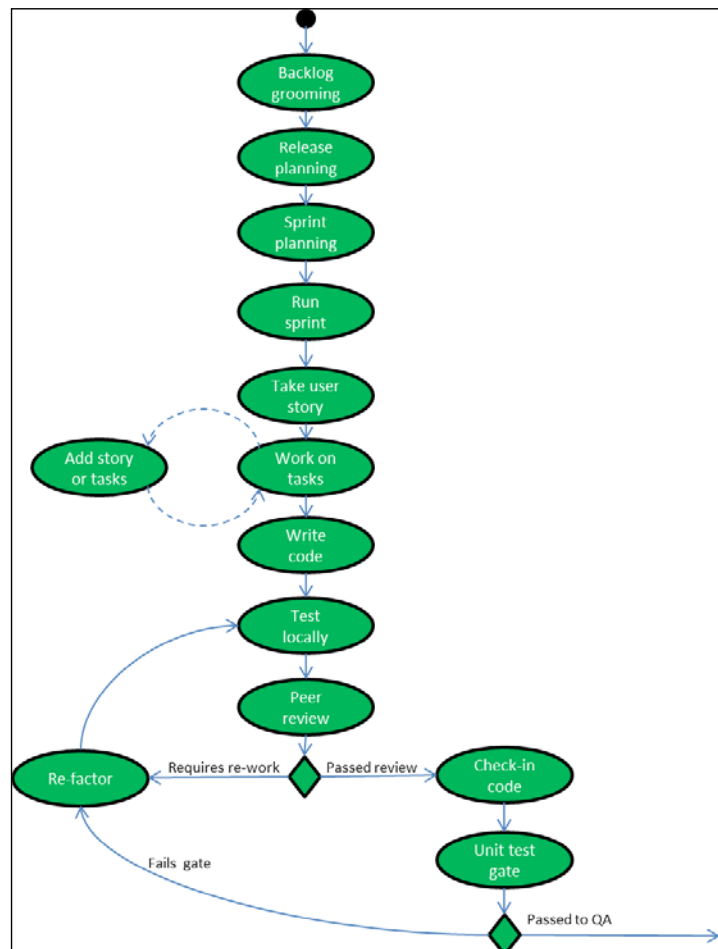 Backlog
grooming
Release
planning
Sprint
planning
Run
sprint
Take user
story
Add story
or tasks
Work on
tasks
Write
code
Test
locally
Peer
review
Re-factor
Requires re-work
Passed review
Check-in
code
Unit test
gate
Fails gate
Passed to QA